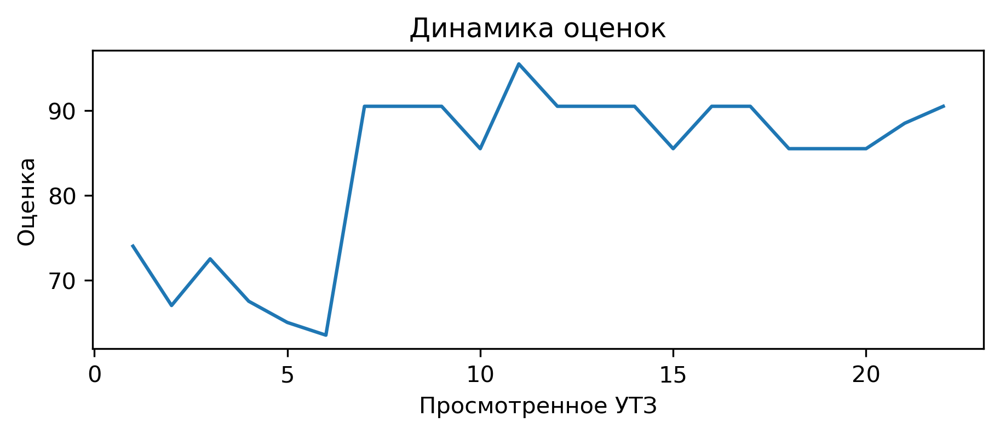 Динамика оценок
90
80
70
Оценка
0 5 10 15 20
Просмотренное УТЗ